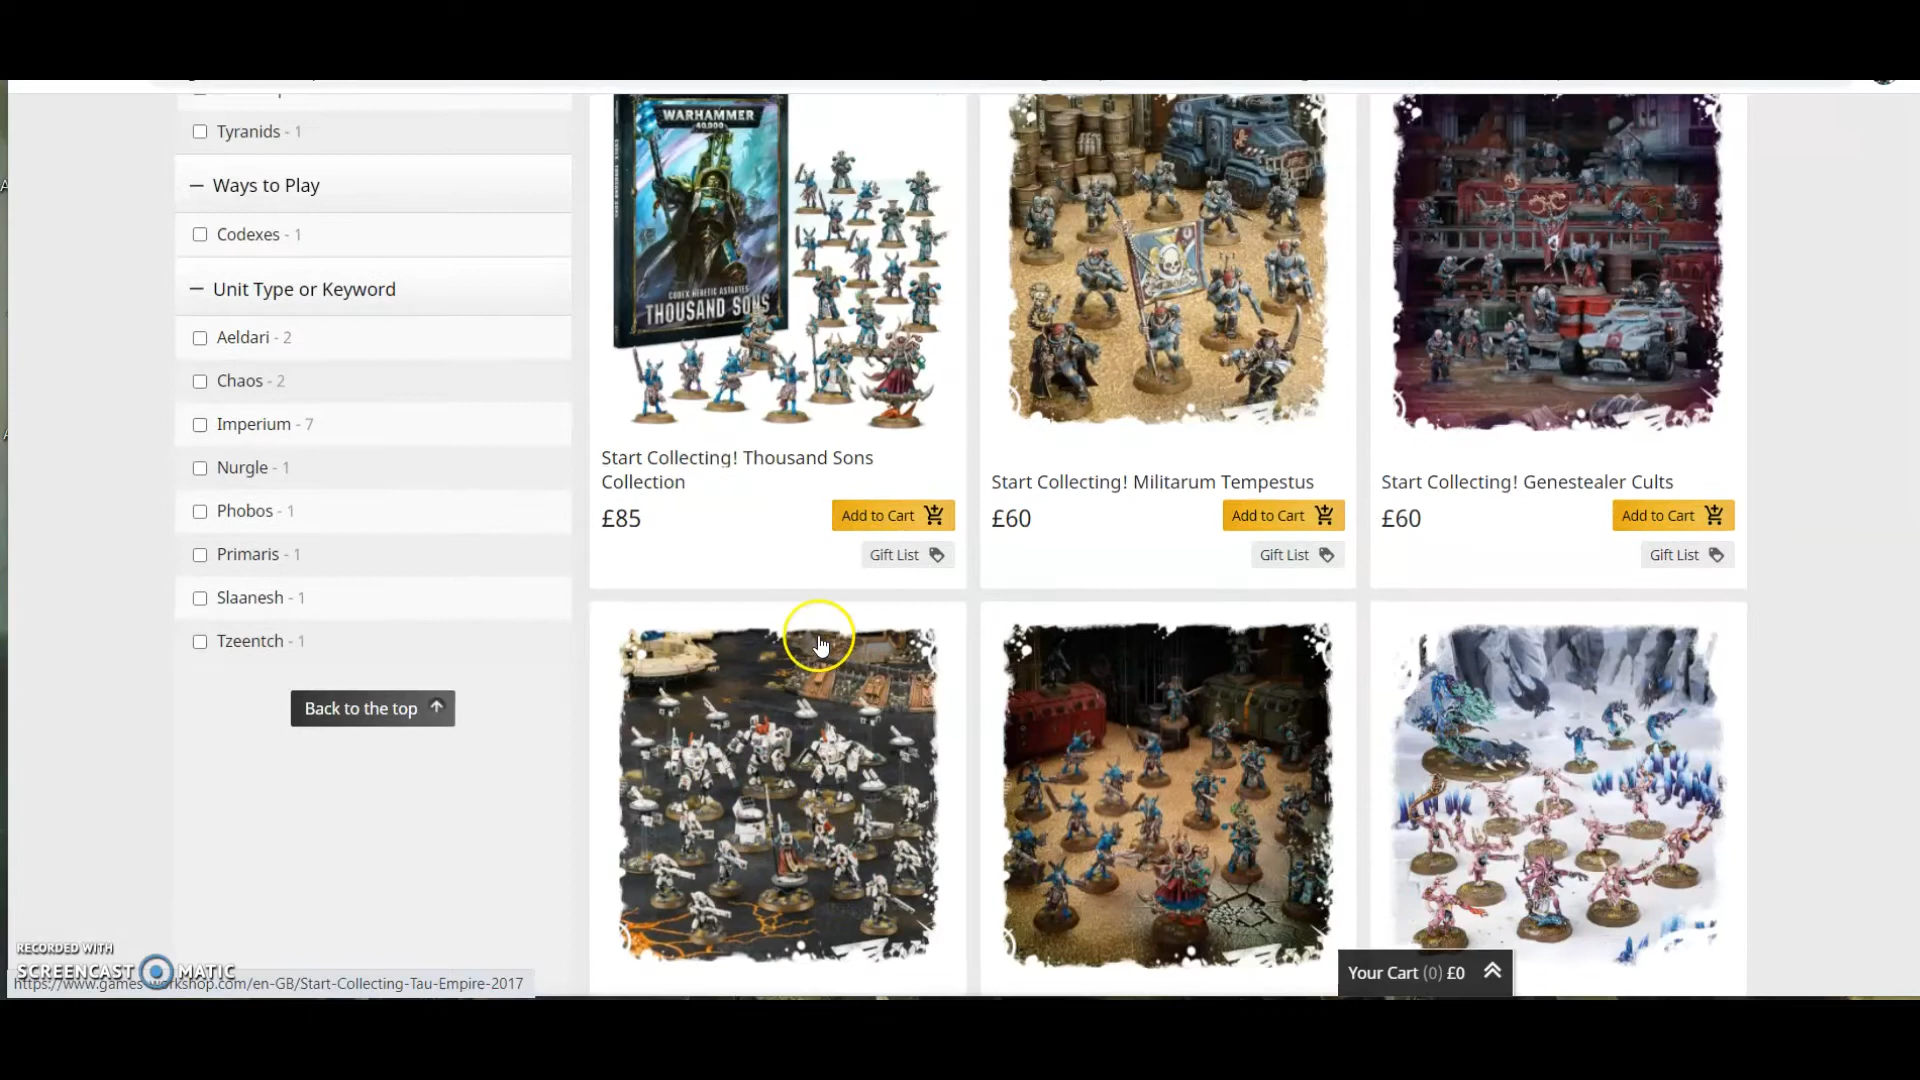 Tyranids - 1
Ways to Play
Codexes - 1
Unit Type or Keyword
Aeldari - 2
Chaos - 2
Imperium - 7
Nurgle - 1
Phobos - 1
Primaris - 1
Slaanesh - 1
Tzeentch - 1
Back to the top
WARHAMMER
40,000
CODEX HERETIC ASTARTES
THOUSAND SONS
Start Collecting! Thousand Sons
Collection
£85
Add to Cart
Gift List
Start Collecting! Militarum Tempestus
£60
Add to Cart
Gift List
Start Collecting! Genestealer Cults
£60
Add to Cart
Gift List
Your Cart (0) £0
RECORDED WITH
SCREENCAST MATIC
https://www.games-workshop.com/en-GB/Start-Collecting-Tau-Empire-2017